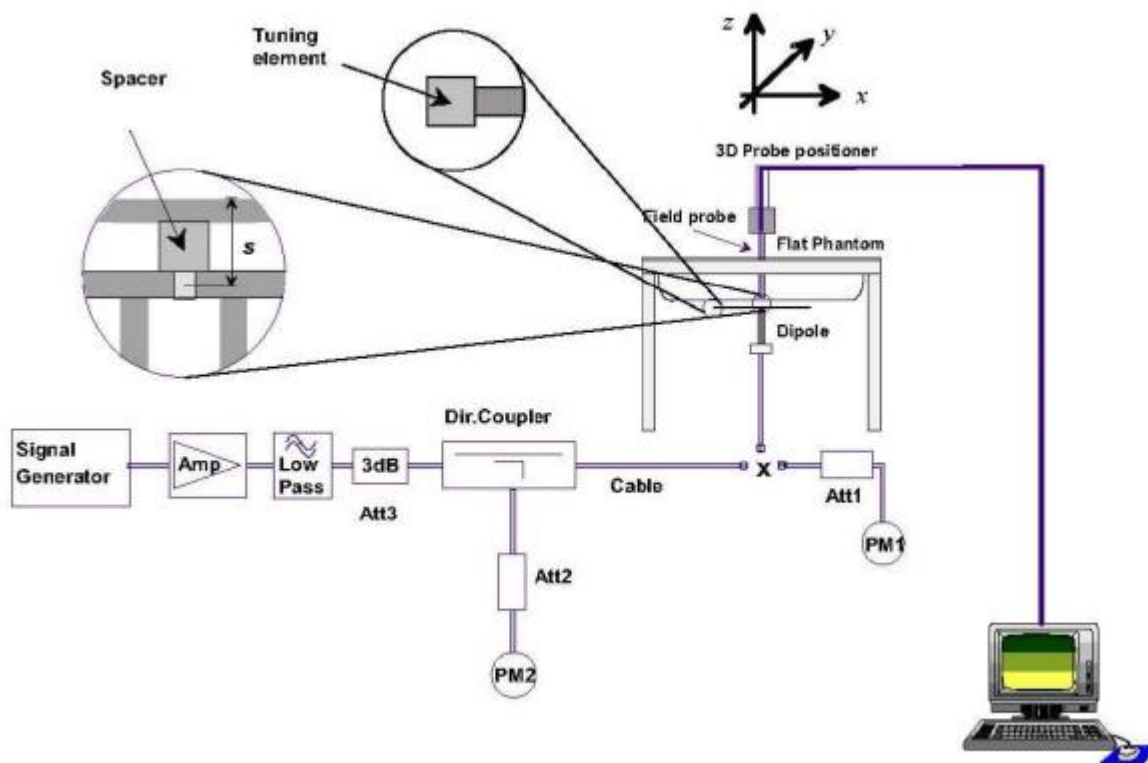 Tuning
element
Spacer
z
y
x
3D Probe positioner
Field probe
Flat Phantom
s
Dipole
Dir.Coupler
Signal
Generator
Amp
Low
Pass
3dB
Att3
Cable
x
Att1
PM1
Att2
PM2